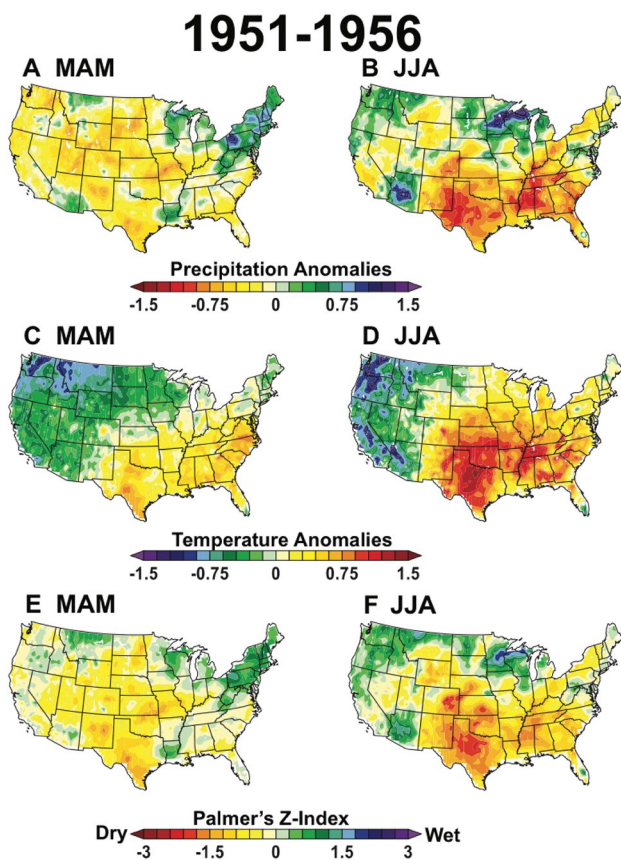 1951-1956
A MAM
B JJA
Precipitation Anomalies
-1.5 -0.75 0 0.75 1.5
C MAM
D JJA
Temperature Anomalies
-1.5 -0.75 0 0.75 1.5
E MAM
F JJA
Palmer's Z-Index
Dry Wet
-3 -1.5 0 1.5 3